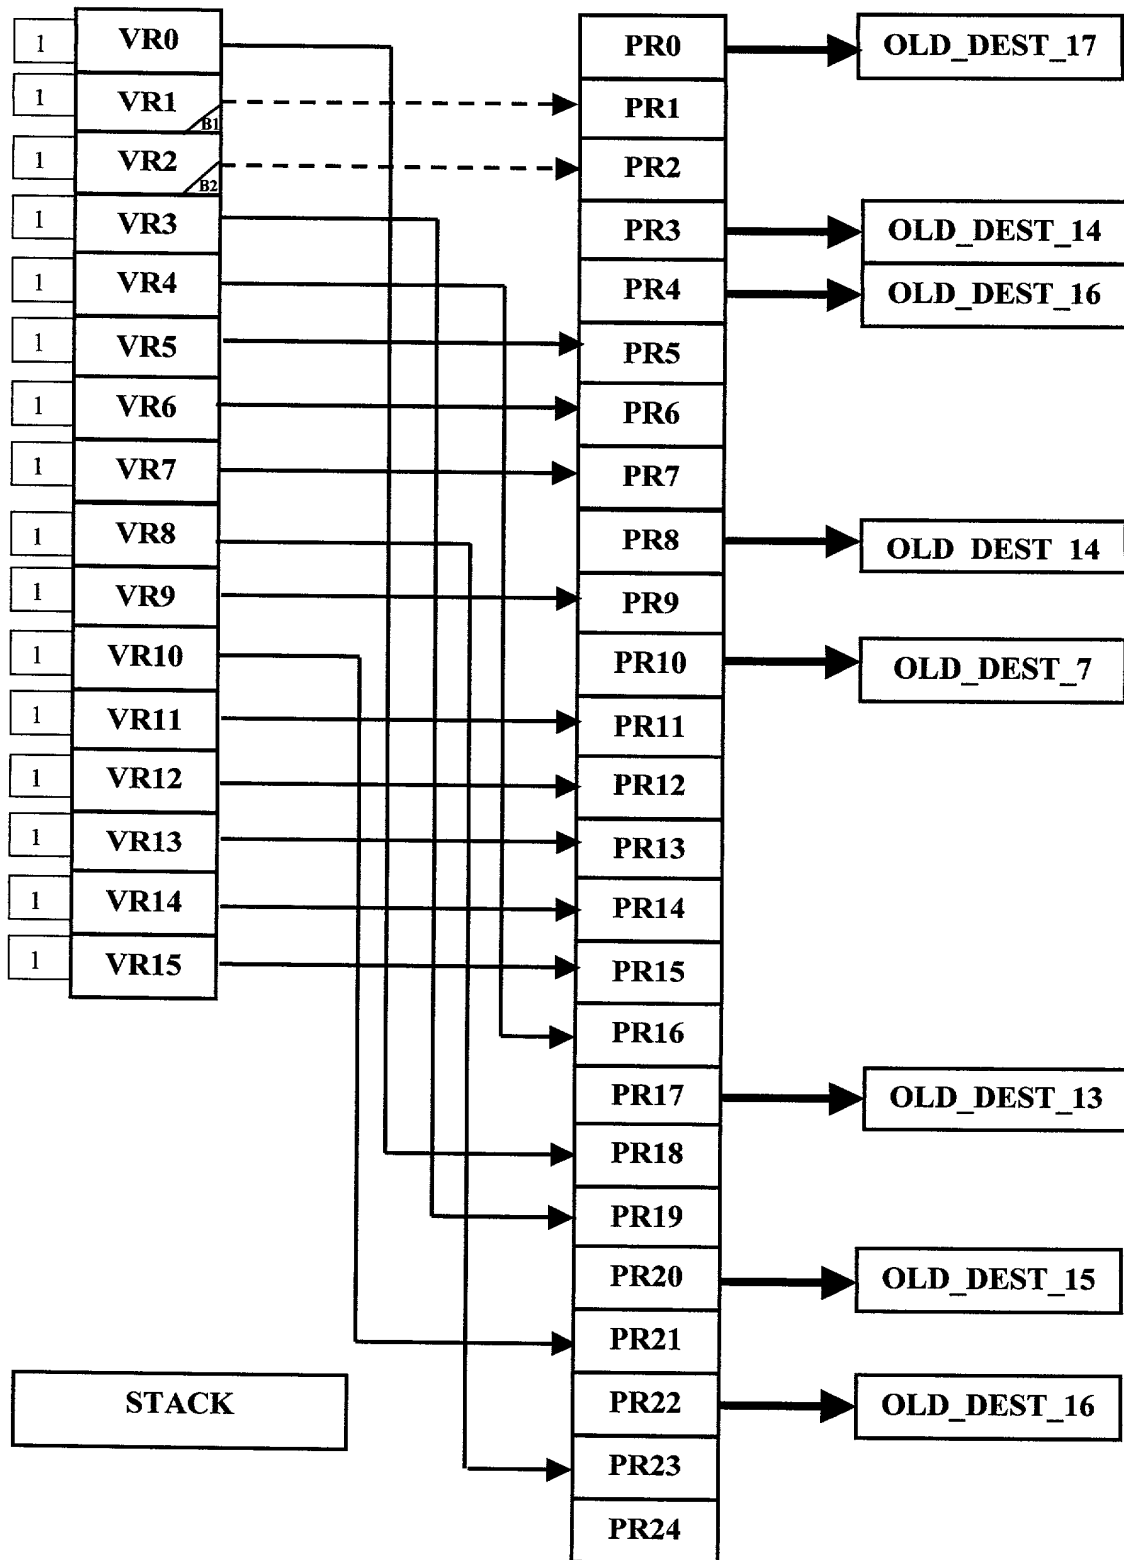 1 VR0 PR0 OLD_DEST_17
1 VR1 B1 PR1
1 VR2 B2 PR2
1 VR3 PR3 OLD_DEST_14
1 VR4 PR4 OLD_DEST_16
1 VR5 PR5
1 VR6 PR6
1 VR7 PR7
1 VR8 PR8 OLD DEST 14
1 VR9 PR9
1 VR10 PR10 OLD_DEST_7
1 VR11 PR11
1 VR12 PR12
1 VR13 PR13
1 VR14 PR14
1 VR15 PR15
PR16
PR17 OLD_DEST_13
PR18
PR19
PR20 OLD_DEST_15
PR21
STACK PR22 OLD_DEST_16
PR23
PR24